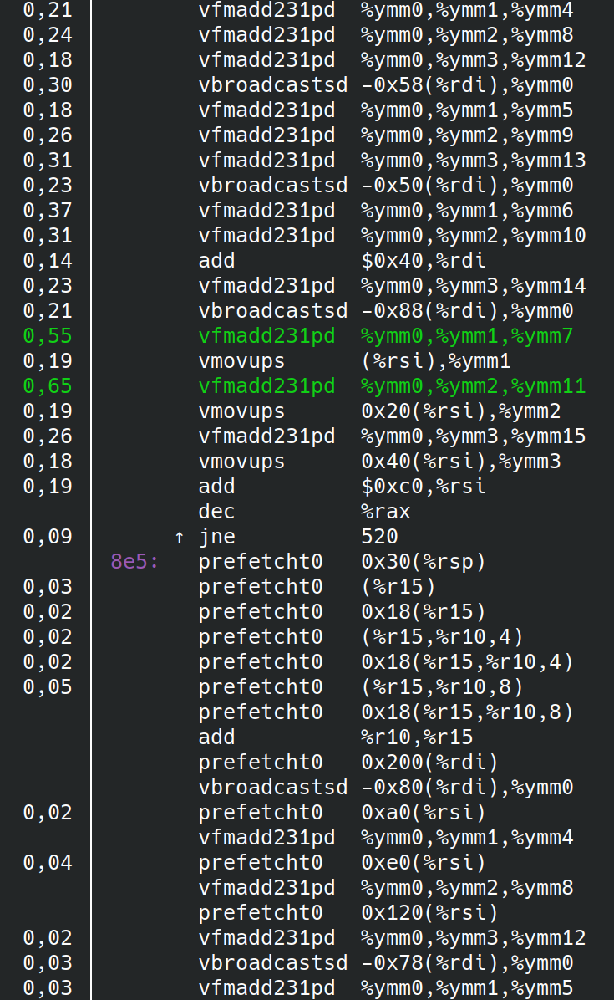 0,21 vfmadd231pd %ymm0,%ymm1,%ymm4
0,24 vfmadd231pd %ymm0,%ymm2,%ymm8
0,18 vfmadd231pd %ymm0,%ymm3,%ymm12
0,30 vbroadcastsd -0x58(%rdi),%ymm0
0,18 vfmadd231pd %ymm0,%ymm1,%ymm5
0,26 vfmadd231pd %ymm0,%ymm2,%ymm9
0,31 vfmadd231pd %ymm0,%ymm3,%ymm13
0,23 vbroadcastsd -0x50(%rdi),%ymm0
0,37 vfmadd231pd %ymm0,%ymm1,%ymm6
0,31 vfmadd231pd %ymm0,%ymm2,%ymm10
0,14 add $0x40,%rdi
0,23 vfmadd231pd %ymm0,%ymm3,%ymm14
0,21 vbroadcastsd -0x88(%rdi),%ymm0
0,55 vfmadd231pd %ymm0,%ymm1,%ymm7
0,19 vmovups (%rsi),%ymm1
0,65 vfmadd231pd %ymm0,%ymm2,%ymm11
0,19 vmovups 0x20(%rsi),%ymm2
0,26 vfmadd231pd %ymm0,%ymm3,%ymm15
0,18 vmovups 0x40(%rsi),%ymm3
0,19 add $0xc0,%rsi
dec %rax
0,09 ↑ jne 520
8e5: prefetcht0 0x30(%rsp)
0,03 prefetcht0 (%r15)
0,02 prefetcht0 0x18(%r15)
0,02 prefetcht0 (%r15,%r10,4)
0,02 prefetcht0 0x18(%r15,%r10,4)
0,05 prefetcht0 (%r15,%r10,8)
prefetcht0 0x18(%r15,%r10,8)
add %r10,%r15
prefetcht0 0x200(%rdi)
vbroadcastsd -0x80(%rdi),%ymm0
0,02 prefetcht0 0xa0(%rsi)
vfmadd231pd %ymm0,%ymm1,%ymm4
0,04 prefetcht0 0xe0(%rsi)
vfmadd231pd %ymm0,%ymm2,%ymm8
prefetcht0 0x120(%rsi)
0,02 vfmadd231pd %ymm0,%ymm3,%ymm12
0,03 vbroadcastsd -0x78(%rdi),%ymm0
0,03 vfmadd231pd %ymm0,%ymm1,%ymm5